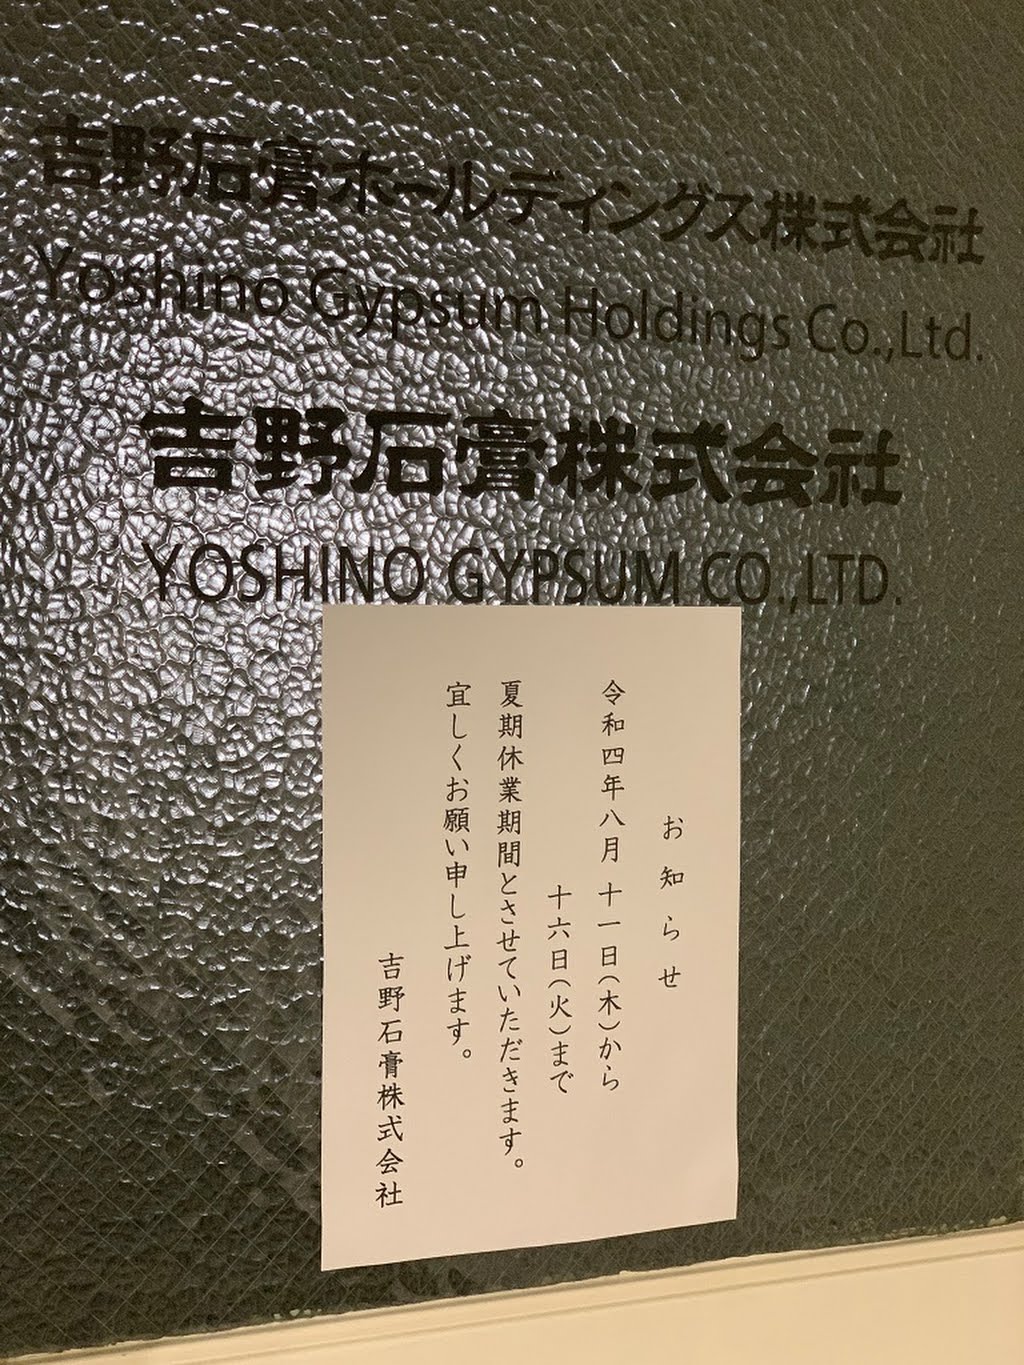 吉野石膏ホールディングス株式会社
Yoshino Gypsum Holdings Co.,Ltd.
吉野石膏株式会社
YOSHINO GYPSUM CO.,LTD.
お知らせ
令和四年八月 十一日(木)から
十六日(火)まで
夏期休業期間とさせていただきます。
宜しくお願い申し上げます。
吉野石膏株式会社